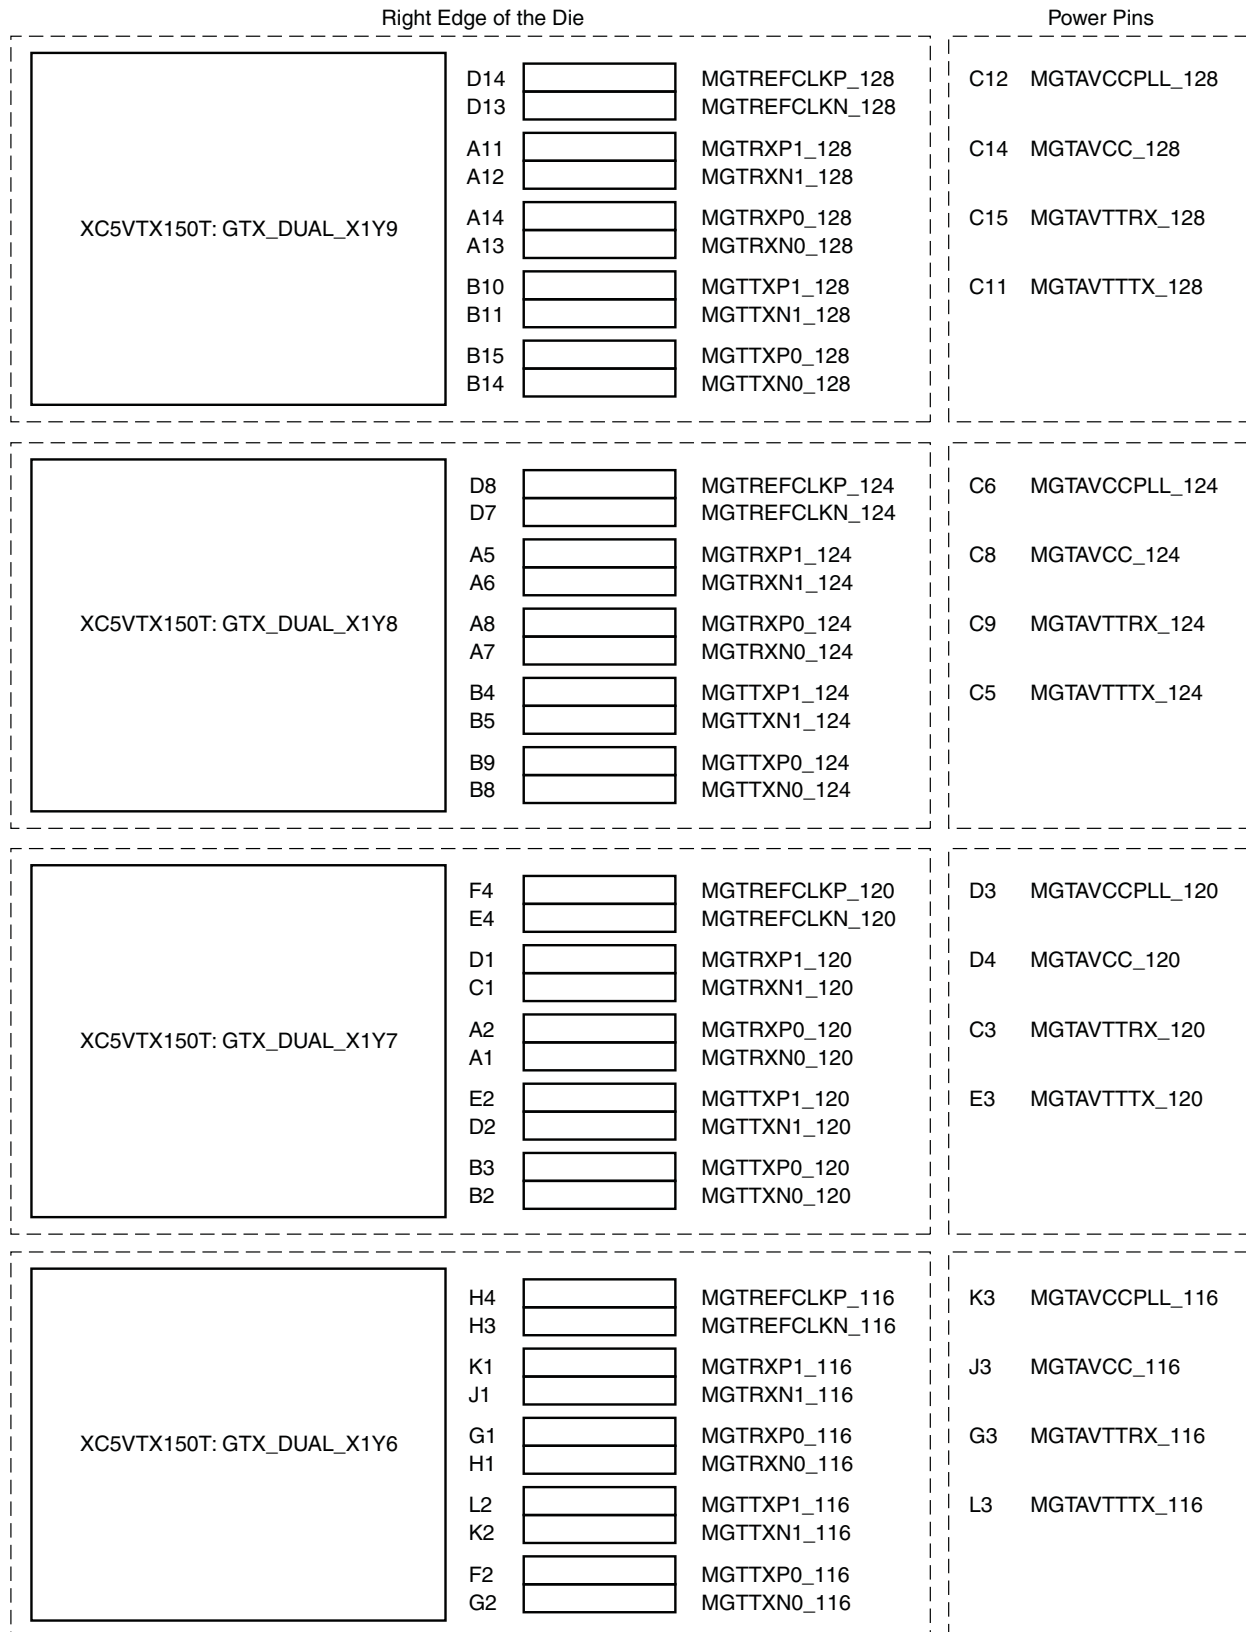 Right Edge of the Die Power Pins
D14 MGTREFCLKP_128 C12 MGTAVCCPLL_128
D13 MGTREFCLKN_128
A11 MGTRXP1_128 C14 MGTAVCC_128
A12 MGTRXN1_128
XC5VTX150T: GTX_DUAL_X1Y9 A14 MGTRXP0_128 C15 MGTAVTTRX_128
A13 MGTRXN0_128
B10 MGTTXP1_128 C11 MGTAVTTTX_128
B11 MGTTXN1_128
B15 MGTTXP0_128
B14 MGTTXN0_128
D8 MGTREFCLKP_124 C6 MGTAVCCPLL_124
D7 MGTREFCLKN_124
A5 MGTRXP1_124 C8 MGTAVCC_124
A6 MGTRXN1_124
XC5VTX150T: GTX_DUAL_X1Y8 A8 MGTRXP0_124 C9 MGTAVTTRX_124
A7 MGTRXN0_124
B4 MGTTXP1_124 C5 MGTAVTTTX_124
B5 MGTTXN1_124
B9 MGTTXP0_124
B8 MGTTXN0_124
F4 MGTREFCLKP_120 D3 MGTAVCCPLL_120
E4 MGTREFCLKN_120
D1 MGTRXP1_120 D4 MGTAVCC_120
C1 MGTRXN1_120
XC5VTX150T: GTX_DUAL_X1Y7 A2 MGTRXP0_120 C3 MGTAVTTRX_120
A1 MGTRXN0_120
E2 MGTTXP1_120 E3 MGTAVTTTX_120
D2 MGTTXN1_120
B3 MGTTXP0_120
B2 MGTTXN0_120
H4 MGTREFCLKP_116 K3 MGTAVCCPLL_116
H3 MGTREFCLKN_116
K1 MGTRXP1_116 J3 MGTAVCC_116
J1 MGTRXN1_116
XC5VTX150T: GTX_DUAL_X1Y6 G1 MGTRXP0_116 G3 MGTAVTTRX_116
H1 MGTRXN0_116
L2 MGTTXP1_116 L3 MGTAVTTTX_116
K2 MGTTXN1_116
F2 MGTTXP0_116
G2 MGTTXN0_116